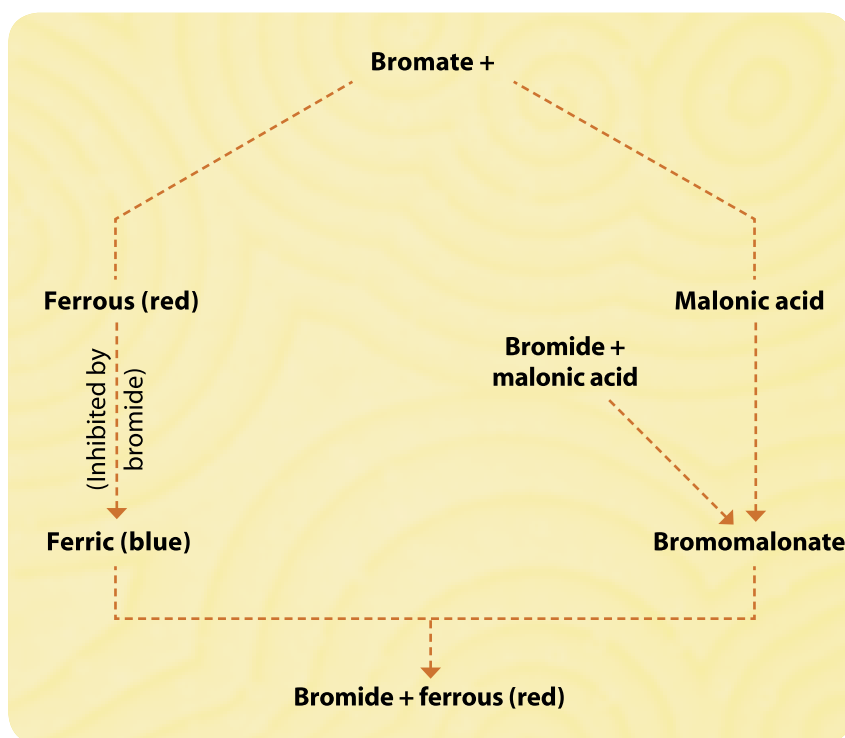 Bromate +
Ferrous (red)
Malonic acid
(Inhibited by
bromide)
Bromide +
malonic acid
Ferric (blue)
Bromomalonate
Bromide + ferrous (red)